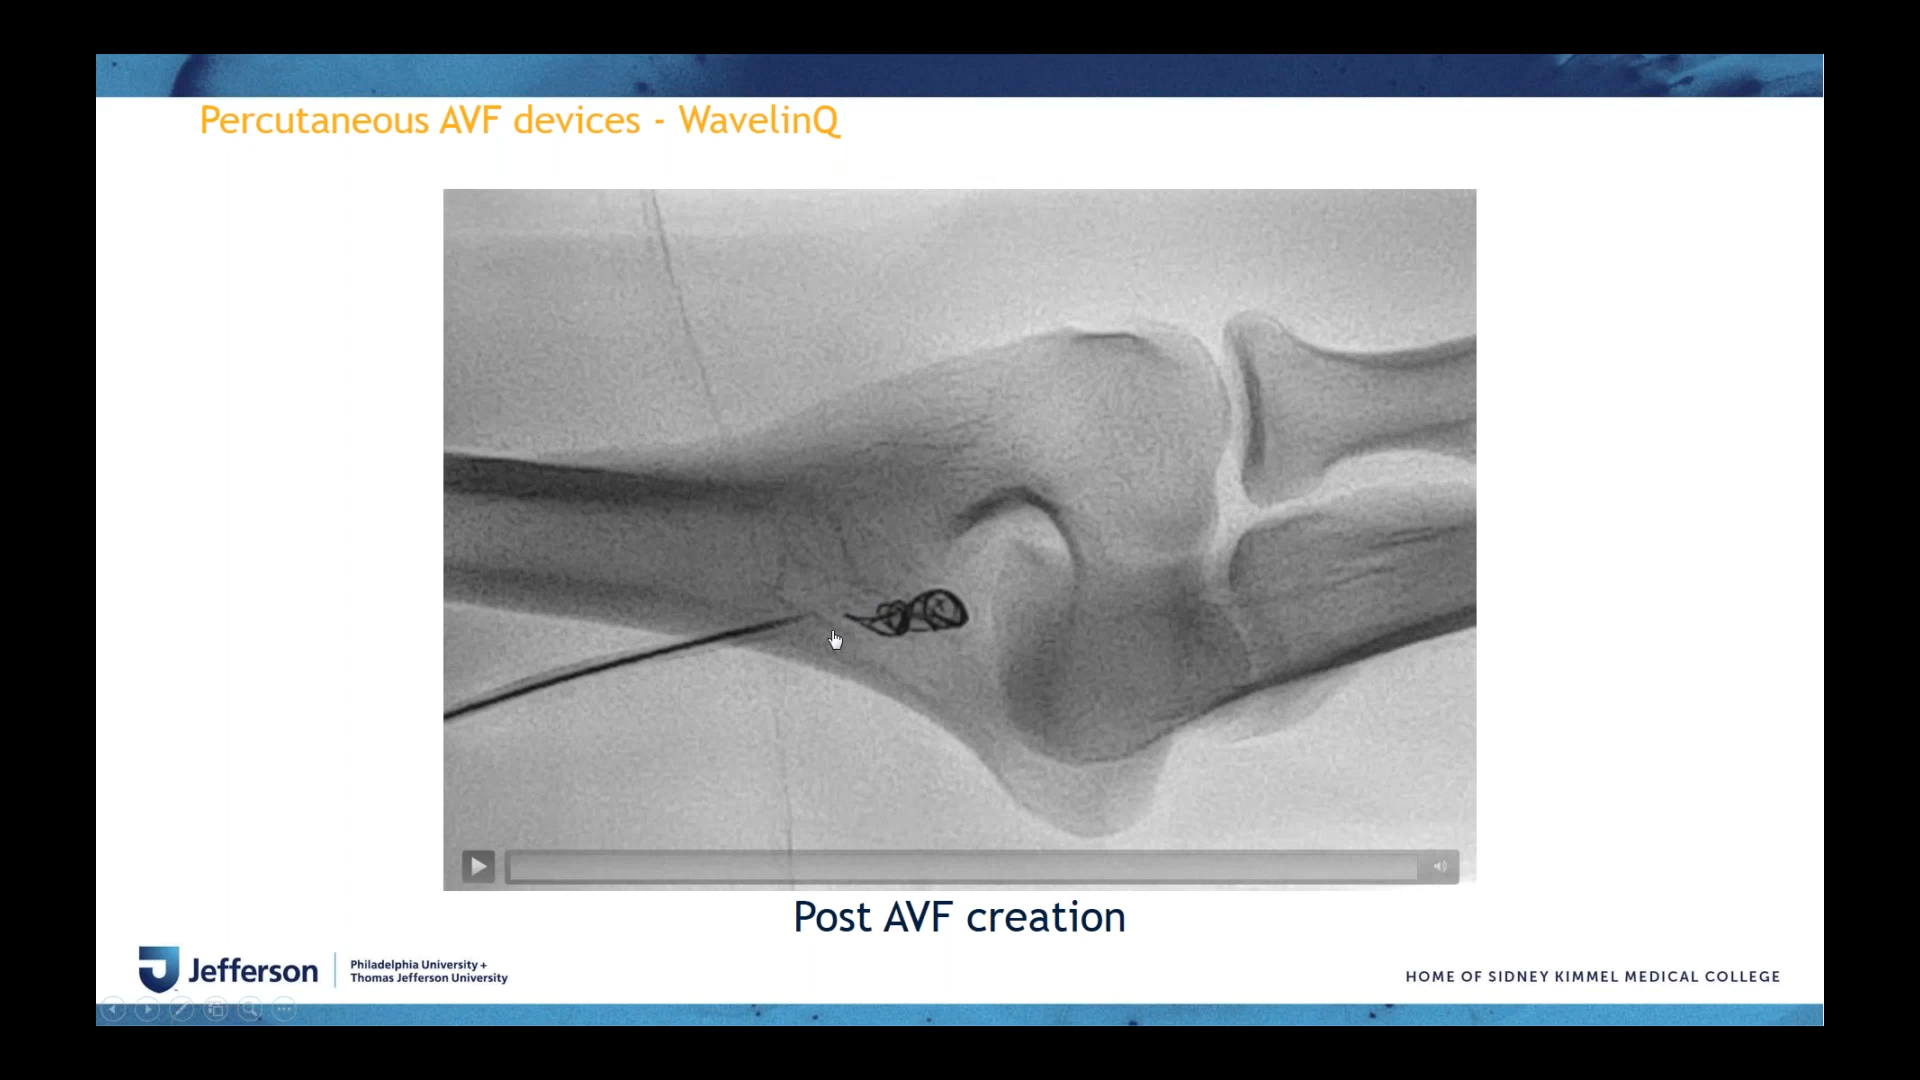 Percutaneous AVF devices - WavelinQ
Post AVF creation
Jefferson
Philadelphia University +
Thomas Jefferson University
HOME OF SIDNEY KIMMEL MEDICAL COLLEGE